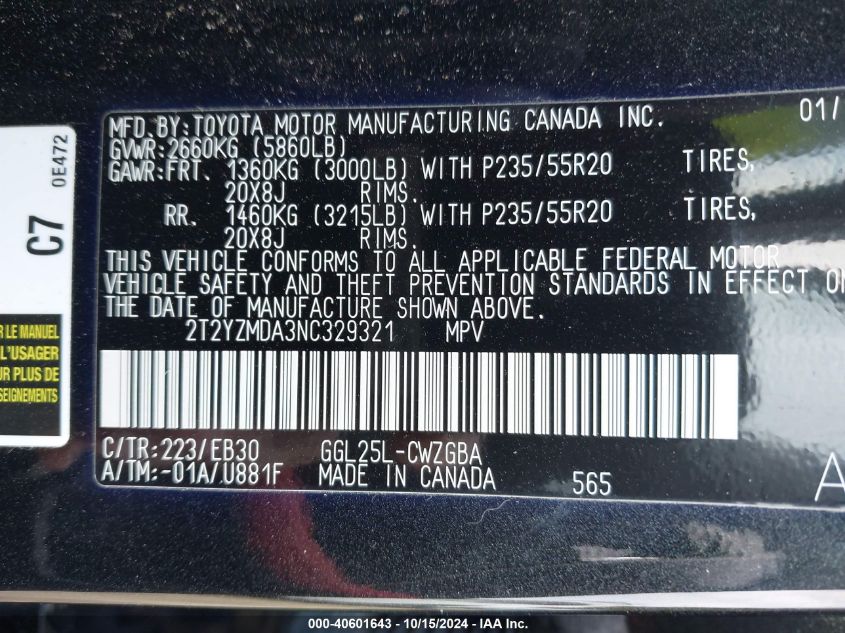 MFD.BY:TOYOTA MOTOR MANUFACTURING CANADA INC. 01/
GVWR:2660KG (5860LB)
GAWR:FRT. 1360KG (3000LB) WITH P235/55R20 TIRES,
20X8J RIMS.
RR. 1460KG (3215LB) WITH P235/55R20 TIRES,
20X8J RIMS.
THIS VEHICLE CONFORMS TO ALL APPLICABLE FEDERAL MOTOR
VEHICLE SAFETY AND THEFT PREVENTION STANDARDS IN EFFECT ON
THE DATE OF MANUFACTURE SHOWN ABOVE.
2T2YZMDA3NC329321 MPV
C/TR:223/EB30 GGL25L-CWZGBA
A/TM:-01A/U881F MADE IN CANADA 565 A
C7
0E472
R LE MANUEL
L'USAGER
UR PLUS DE
SEIGNEMENTS
000-40601643 / 10/15/2024 - IAA Inc.